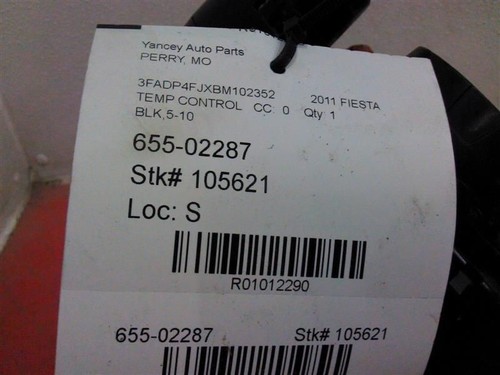 Yancey Auto Parts
PERRY, MO
3FADP4FJXBM102352 2011 FIESTA
TEMP CONTROL CC 0 Qty 1
BLK,5-10
655-02287
Stk# 105621
Loc: S
R01012290
655-02287 Stk# 105621